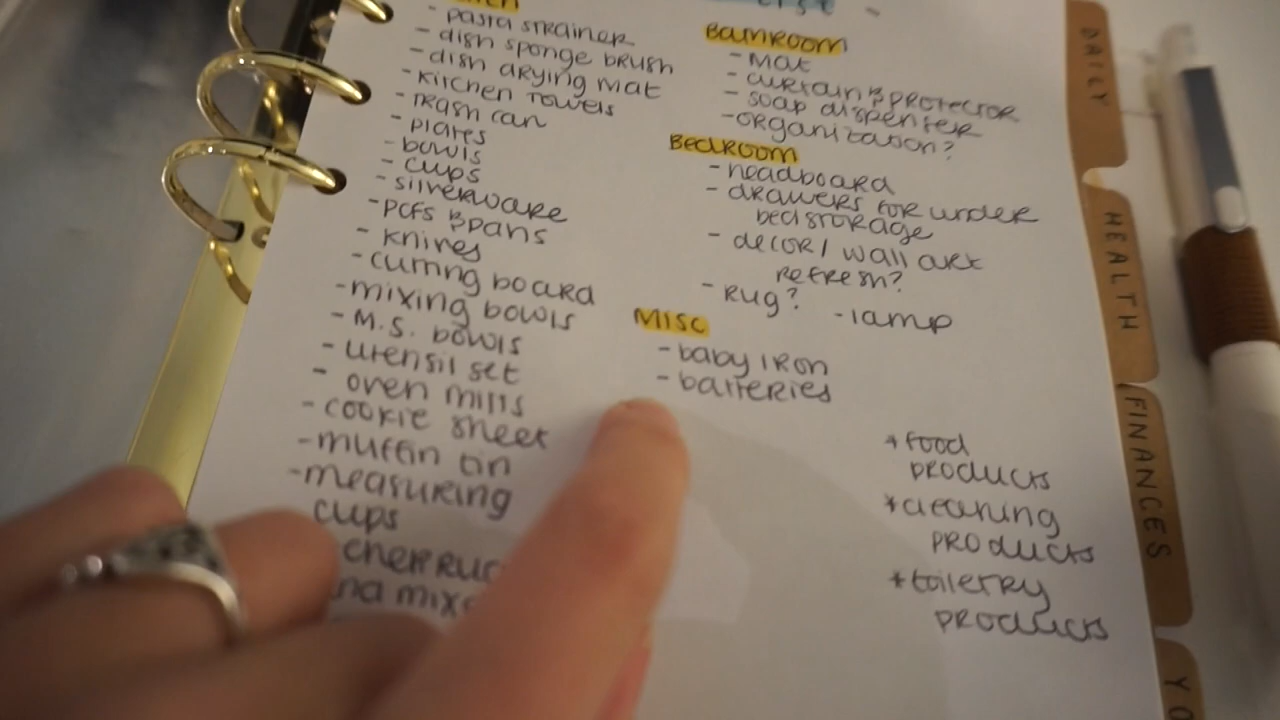 - pasta strainer
- dish sponge brush
- dish drying mat
- kitchen towels
- trash can
- plates
- bowls
- cups
- silverware
- pots & pans
- knives
- cutting board
- mixing bowls
- M.S. bowls
- utensil set
- oven mitts
- cookie sheet
- muffin tin
- measuring
cups
BATHROOM
- mat
- curtain & protector
- soap dispenser
- organization?
BEDROOM
- headboard
- drawers for under
bed storage
- decor / wall art
refresh?
- rug?
- lamp
MISC
- baby iron
- batteries
* food
products
* cleaning
products
* toiletry
products
DAILY
HEALTH
FINANCES